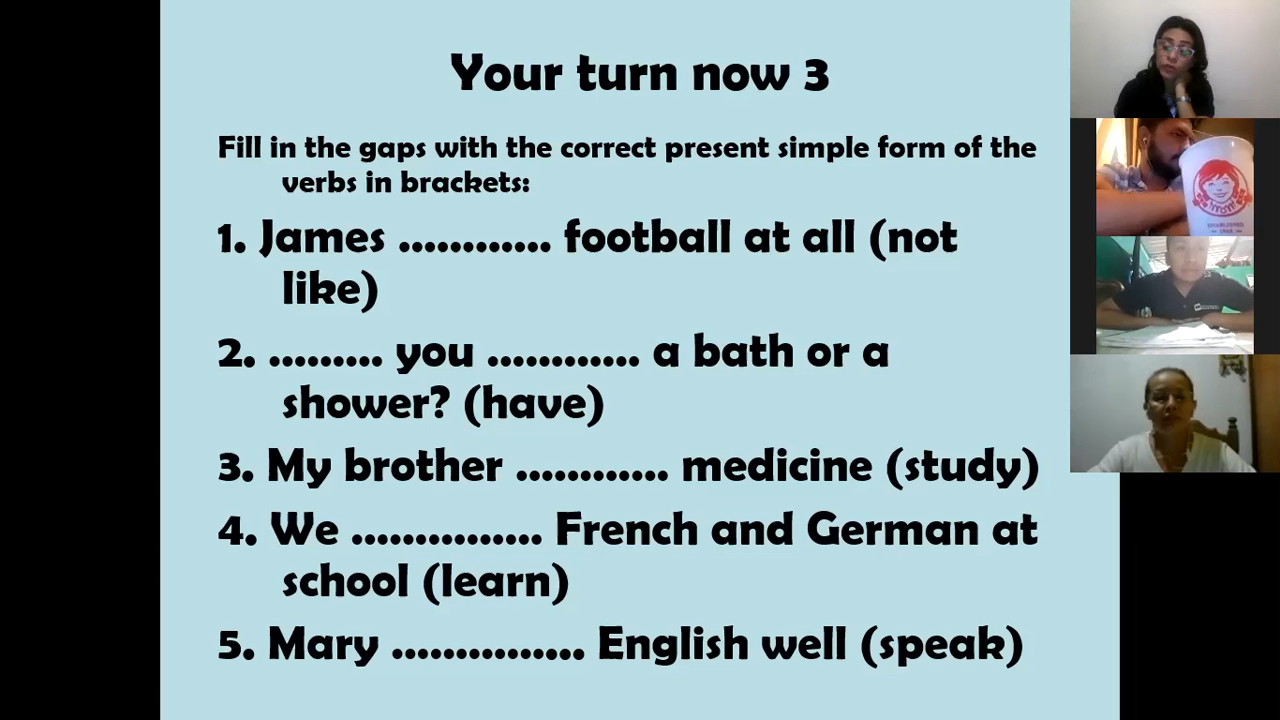 Your turn now 3
Fill in the gaps with the correct present simple form of the
verbs in brackets:
1. James ............ football at all (not
like)
2. ......... you ............ a bath or a
shower? (have)
3. My brother ............ medicine (study)
4. We ............... French and German at
school (learn)
5. Mary ............... English well (speak)